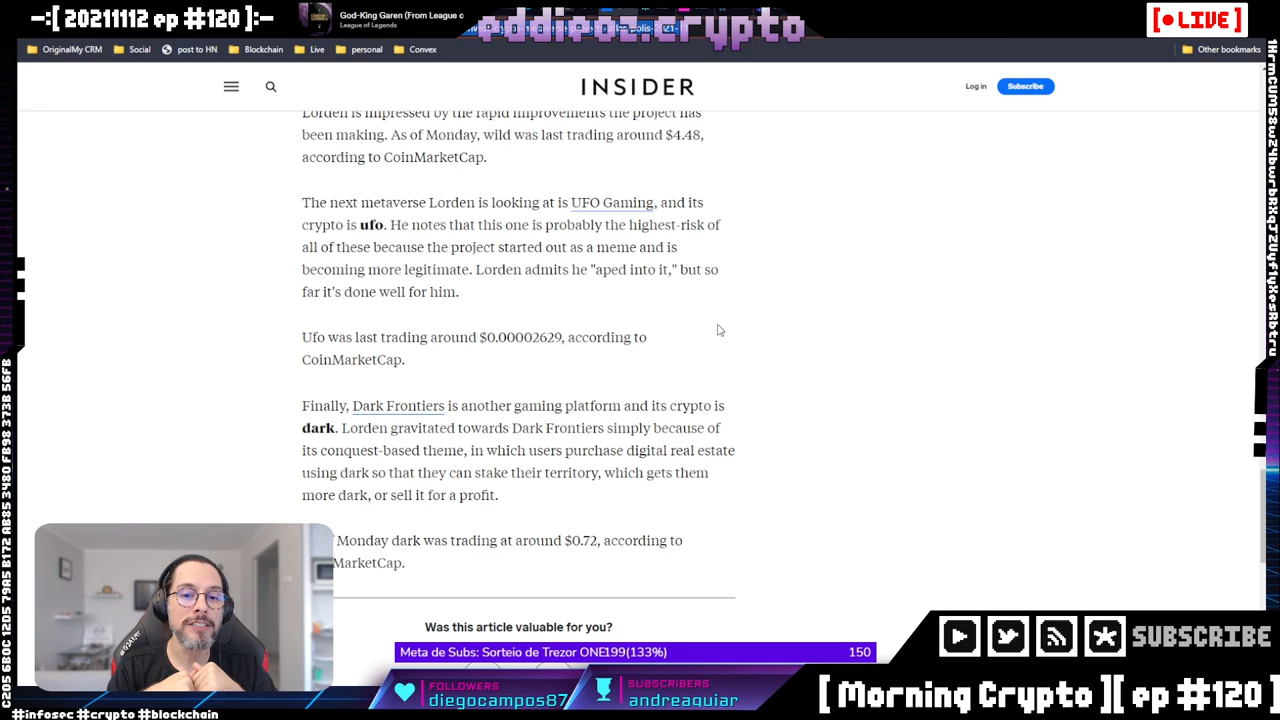 -:[ 20211112 ep #120 ]:-
God-King Garen (From League c
League of Legends
eddieoz.crypto
[• LIVE ]
OriginalMy CRM
Social
post to HN
Blockchain
Live
personal
Convex
Other bookmarks
INSIDER
Log in
Subscribe
Lorden is impressed by the rapid improvements the project has
been making. As of Monday, wild was last trading around $4.48,
according to CoinMarketCap.
The next metaverse Lorden is looking at is UFO Gaming, and its
crypto is ufo. He notes that this one is probably the highest-risk of
all of these because the project started out as a meme and is
becoming more legitimate. Lorden admits he "aped into it," but so
far it's done well for him.
Ufo was last trading around $0.00002629, according to
CoinMarketCap.
Finally, Dark Frontiers is another gaming platform and its crypto is
dark. Lorden gravitated towards Dark Frontiers simply because of
its conquest-based theme, in which users purchase digital real estate
using dark so that they can stake their territory, which gets them
more dark, or sell it for a profit.
Monday dark was trading at around $0.72, according to
MarketCap.
Was this article valuable for you?
Meta de Subs: Sorteio de Trezor ONE199(133%) 150
FOLLOWERS
diegocampos87
SUBSCRIBERS
andreaquiar
SUBSCRIBE
[ Morning Crypto ][ ep #120 ]
#infosec #crypto #blockchain